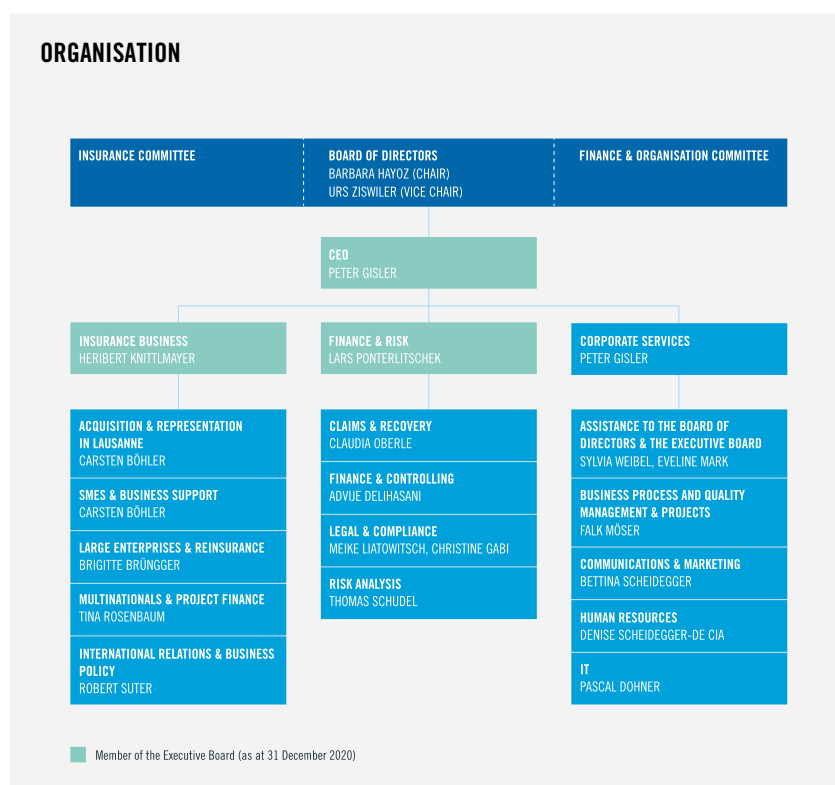 ORGANISATION
INSURANCE COMMITTEE
BOARD OF DIRECTORS
BARBARA HAYOZ (CHAIR)
URS ZISWILER (VICE CHAIR)
FINANCE & ORGANISATION COMMITTEE
CEO
PETER GISLER
INSURANCE BUSINESS
HERIBERT KNITTLMAYER
FINANCE & RISK
LARS PONTERLITSCHEK
CORPORATE SERVICES
PETER GISLER
ACQUISITION & REPRESENTATION
IN LAUSANNE
CARSTEN BÖHLER
SMES & BUSINESS SUPPORT
CARSTEN BÖHLER
LARGE ENTERPRISES & REINSURANCE
BRIGITTE BRÜNGGER
MULTINATIONALS & PROJECT FINANCE
TINA ROSENBAUM
INTERNATIONAL RELATIONS & BUSINESS
POLICY
ROBERT SUTER
CLAIMS & RECOVERY
CLAUDIA OBERLE
FINANCE & CONTROLLING
ADVIJE DELIHASANI
LEGAL & COMPLIANCE
MEIKE LIATOWITSCH, CHRISTINE GABI
RISK ANALYSIS
THOMAS SCHUDEL
ASSISTANCE TO THE BOARD OF
DIRECTORS & THE EXECUTIVE BOARD
SYLVIA WEIBEL, EVELINE MARK
BUSINESS PROCESS AND QUALITY
MANAGEMENT & PROJECTS
FALK MÖSER
COMMUNICATIONS & MARKETING
BETTINA SCHEIDEGGER
HUMAN RESOURCES
DENISE SCHEIDEGGER-DE CIA
IT
PASCAL DOHNER
Member of the Executive Board (as at 31 December 2020)